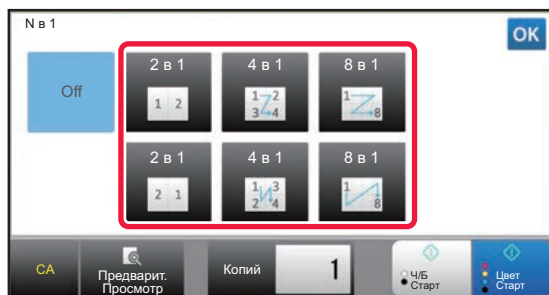 N в 1
OK
Off
2 в 1
4 в 1
8 в 1
1 2
1 2
3 4
1
8
2 в 1
4 в 1
8 в 1
2 1
1 3
2 4
1
8
CA
Предварит.
Просмотр
Копий
1
Ч/Б
Старт
Цвет
Старт